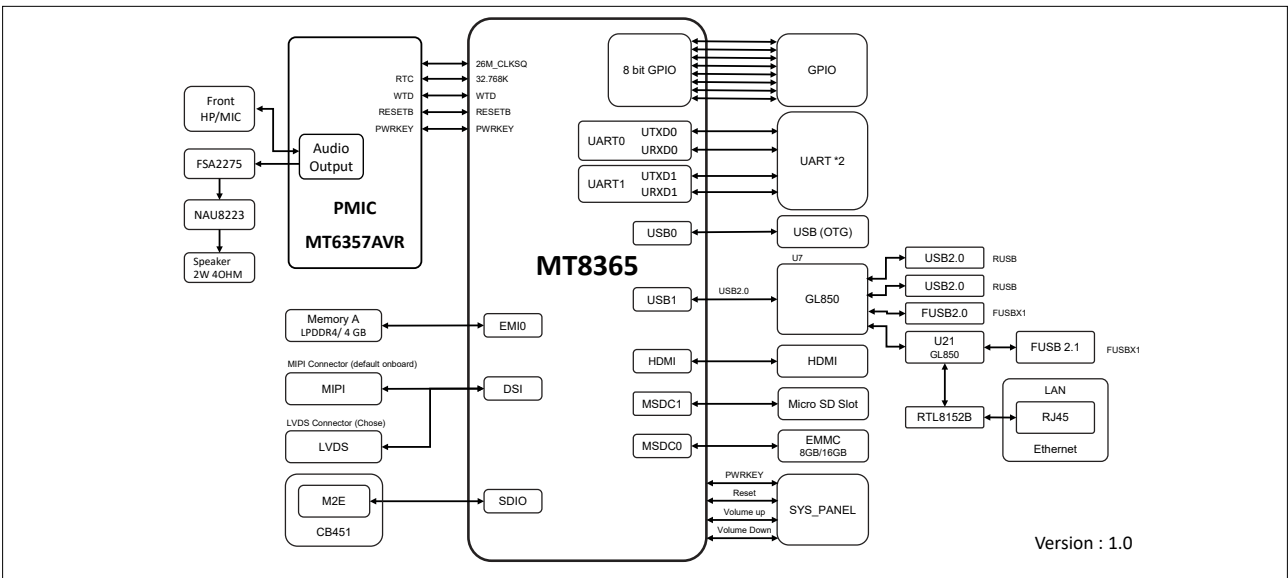 Front
HP/MIC
FSA2275
NAU8223
Speaker
2W 4OHM
Audio
Output
PMIC
MT6357AVR
RTC
WTD
RESETB
PWRKEY
26M_CLKSQ
32.768K
WTD
RESETB
PWRKEY
MT8365
Memory A
LPDDR4/ 4 GB
EMI0
MIPI Connector (default onboard)
MIPI
DSI
LVDS Connector (Chose)
LVDS
M2E
CB451
SDIO
8 bit GPIO
GPIO
UART0
UTXD0
URXD0
UART1
UTXD1
URXD1
UART *2
USB0
USB (OTG)
USB1
USB2.0
U7
GL850
USB2.0
RUSB
USB2.0
RUSB
FUSB2.0
FUSBX1
U21
GL850
FUSB 2.1
FUSBX1
RTL8152B
LAN
RJ45
Ethernet
HDMI
HDMI
MSDC1
Micro SD Slot
MSDC0
EMMC
8GB/16GB
PWRKEY
Reset
Volume up
Volume Down
SYS_PANEL
Version : 1.0